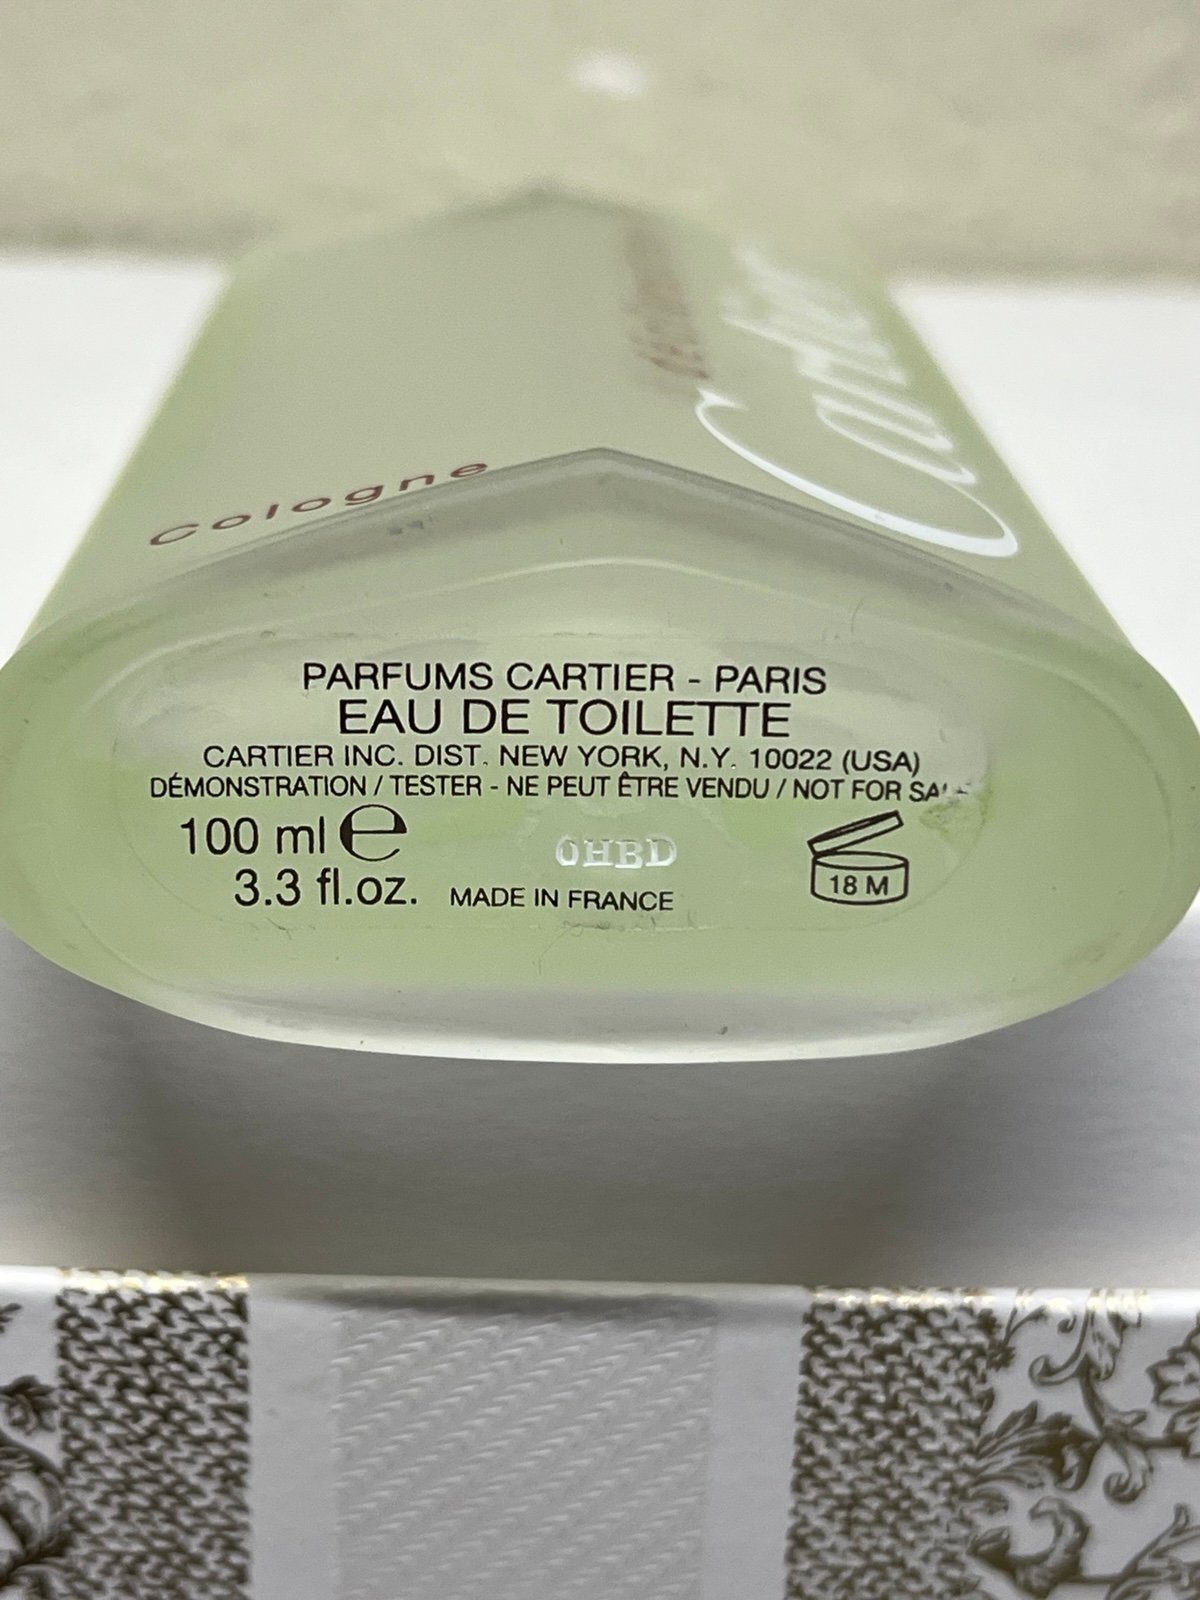 Cartier
Cologne
PARFUMS CARTIER - PARIS
EAU DE TOILETTE
CARTIER INC. DIST. NEW YORK, N.Y. 10022 (USA)
DÉMONSTRATION / TESTER - NE PEUT ÊTRE VENDU / NOT FOR
100 ml ℮
0HBD
18 M
3.3 fl.oz. MADE IN FRANCE